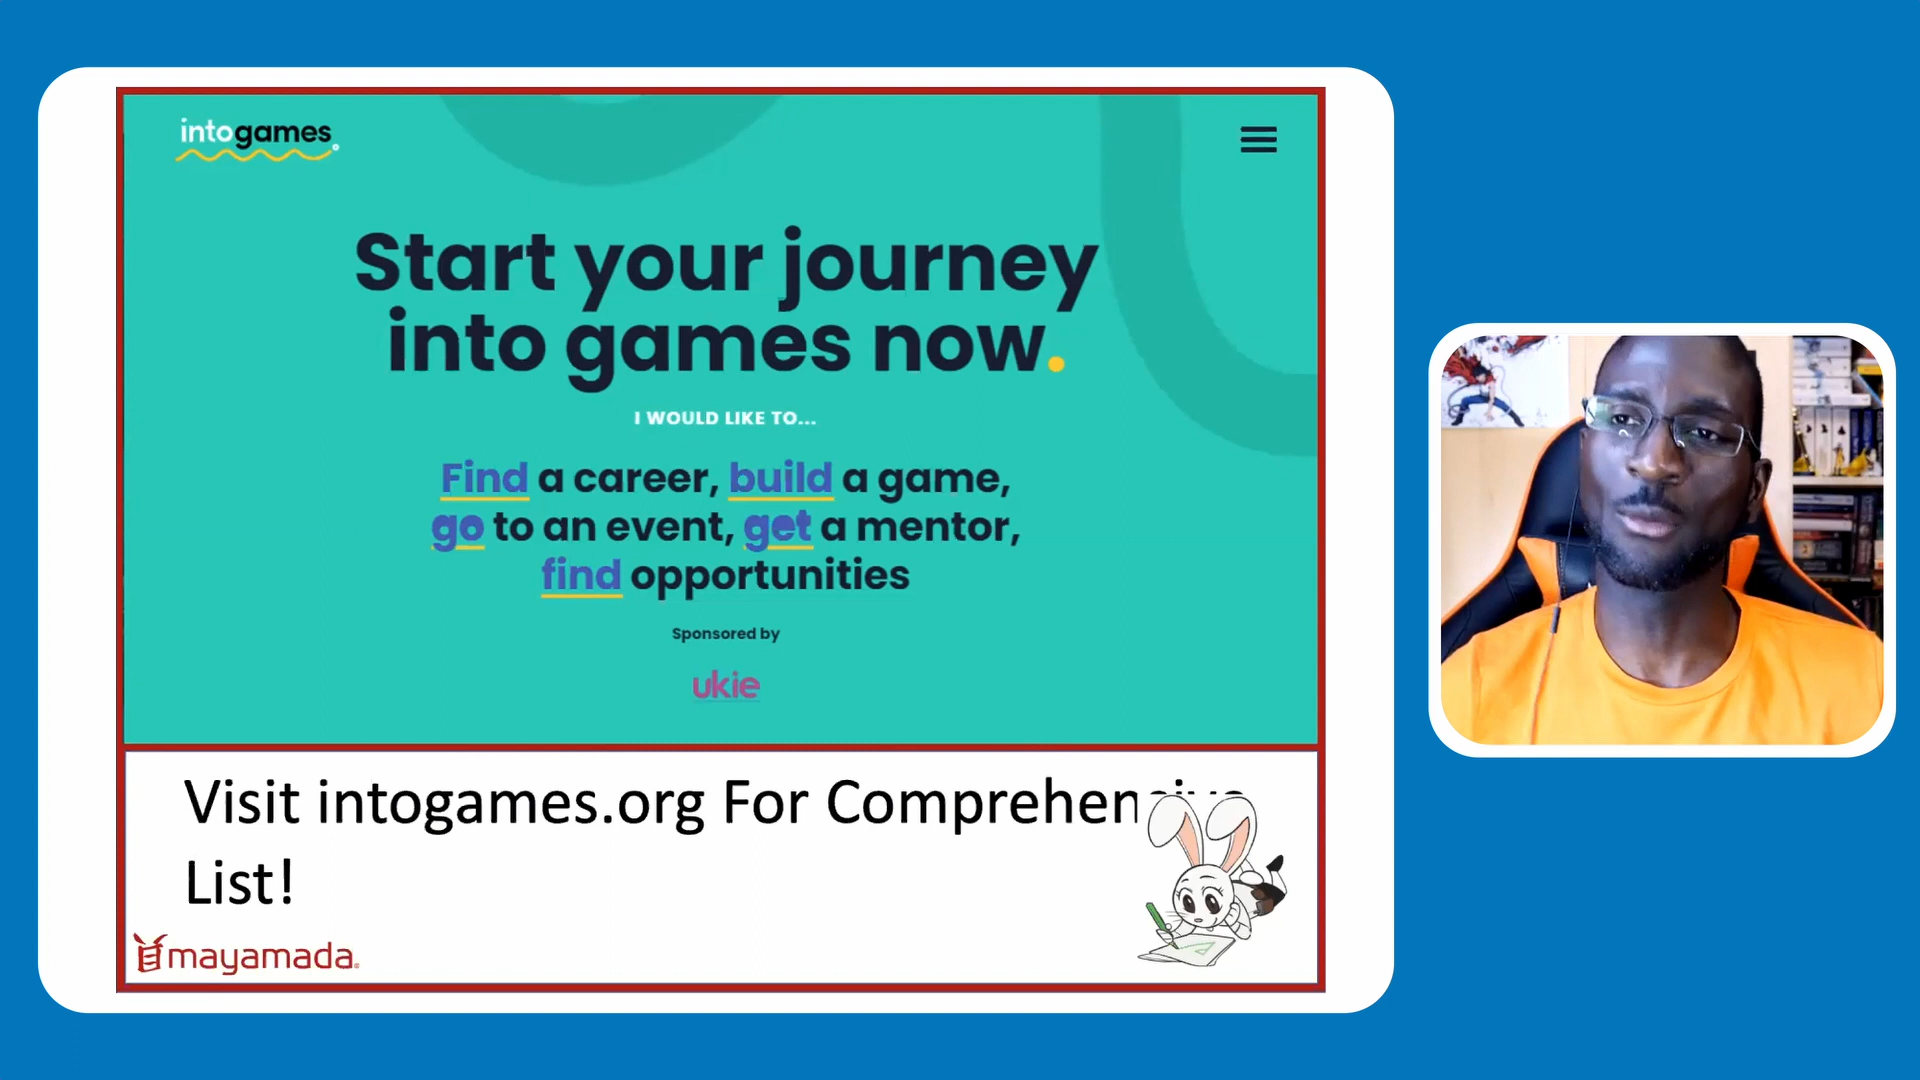 intogames
Start your journey
into games now.
I WOULD LIKE TO...
Find a career, build a game,
go to an event, get a mentor,
find opportunities
Sponsored by
ukie
Visit intogames.org For Comprehensive
List!
mayamada